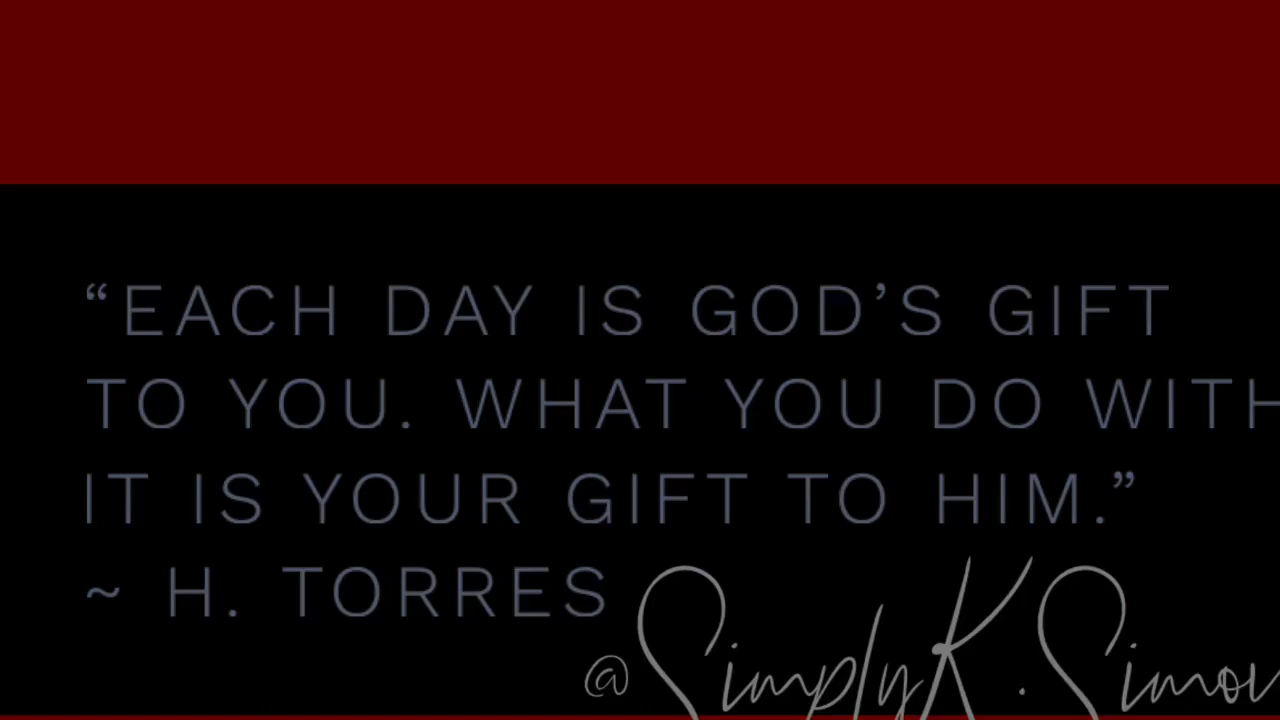 “EACH DAY IS GOD’S GIFT
TO YOU. WHAT YOU DO WITH
IT IS YOUR GIFT TO HIM.”
~ H. TORRES
@SimplyK.Simon